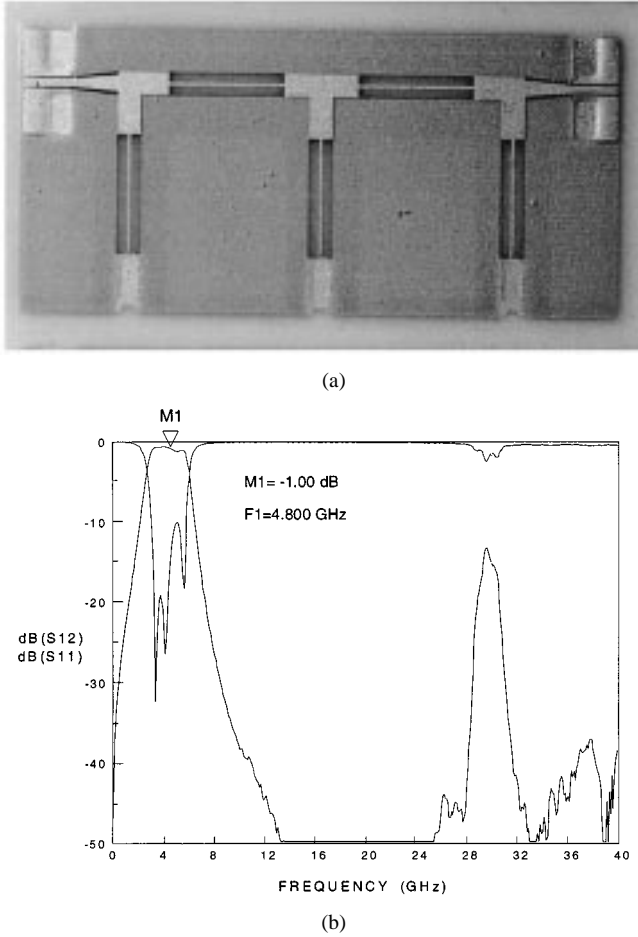 (a)
M1
M1= -1.00 dB
F1=4.800 GHz
0
-10
-20
dB(S12)
dB(S11)
-30
-40
-50
0 4 8 12 16 20 24 28 32 36 40
FREQUENCY (GHz)
(b)